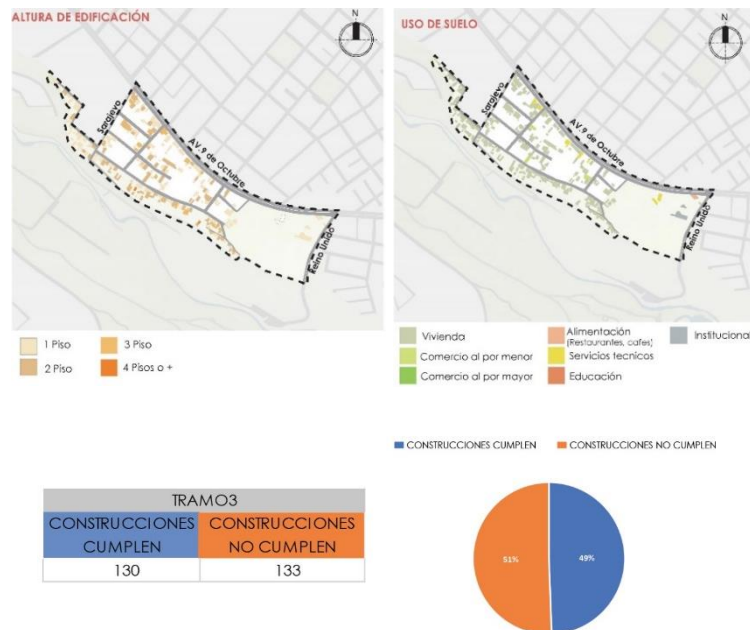 ALTURA DE EDIFICACIÓN
N
Sarajevo
AV.9 de Octubre
Reino Unido
1 Piso
3 Piso
2 Piso
4 Pisos o +
USO DE SUELO
N
Sarajevo
AV.9 de Octubre
Reino Unido
Vivienda
Alimentación
(Restaurantes, cafes)
Institucional
Comercio al por menor
Servicios tecnicos
Comercio al por mayor
Educación
CONSTRUCCIONES CUMPLEN
CONSTRUCCIONES NO CUMPLEN
TRAMO3
CONSTRUCCIONES CUMPLEN
CONSTRUCCIONES NO CUMPLEN
130
133
51%
49%